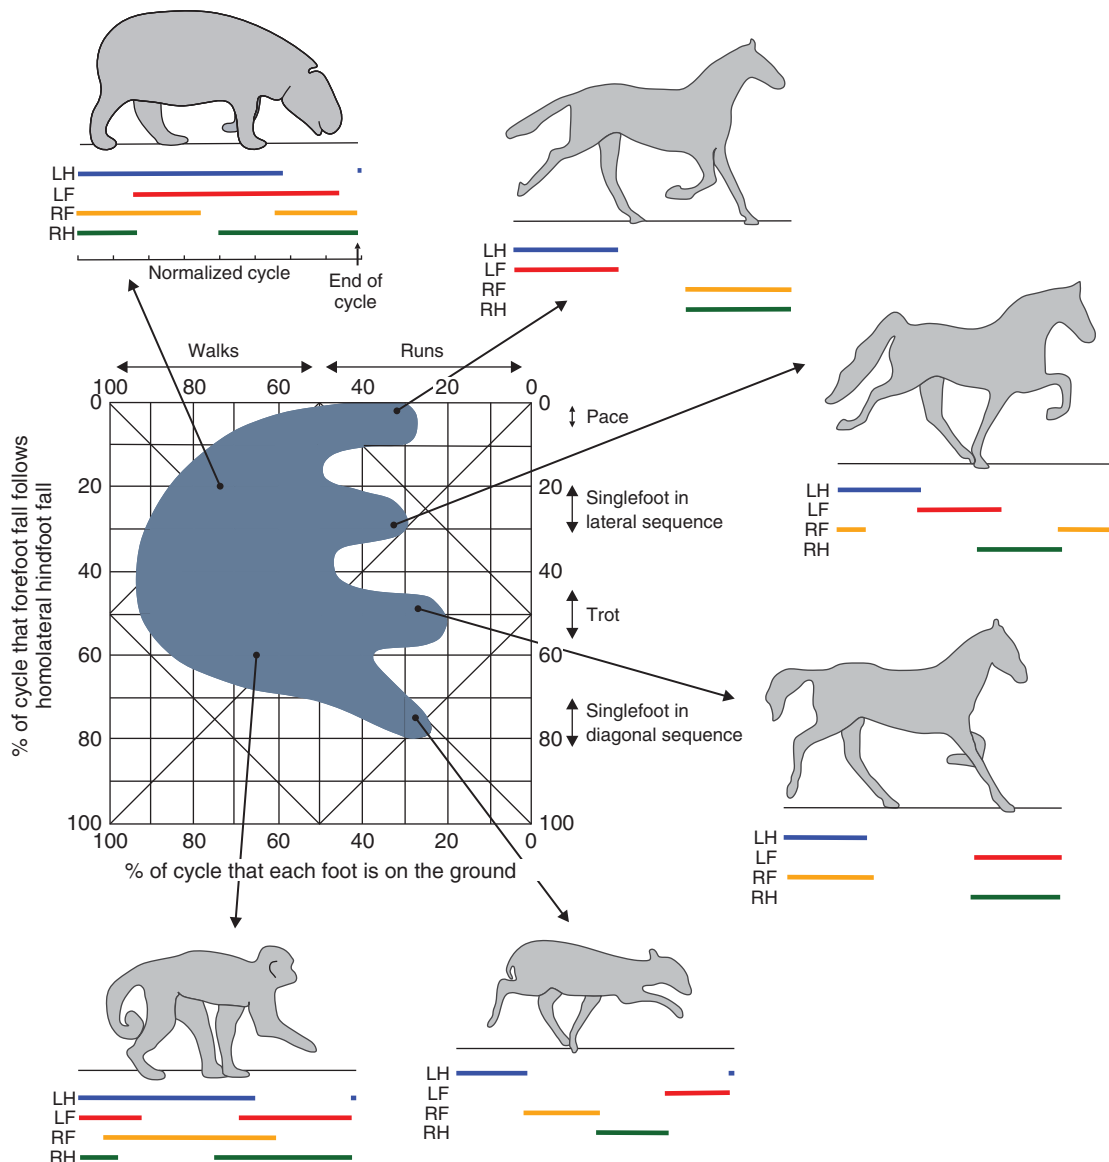 LH
LF
RF
RH
Normalized cycle
End of
cycle
LH
LF
RF
RH
Walks
Runs
100 80 60 40 20 0
0
20
40
60
80
100
% of cycle that forefoot fall follows
homolateral hindfoot fall
0
20
40
60
80
100
100 80 60 40 20 0
% of cycle that each foot is on the ground
Pace
Singlefoot in
lateral sequence
Trot
Singlefoot in
diagonal sequence
LH
LF
RF
RH
LH
LF
RF
RH
LH
LF
RF
RH
LH
LF
RF
RH